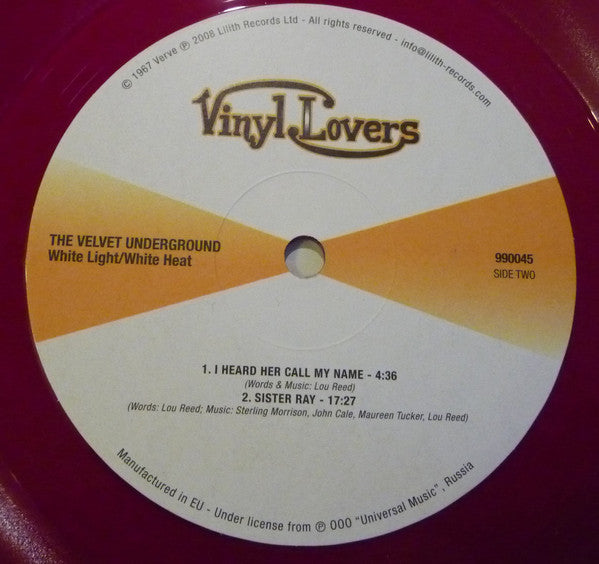 © 1967 Verve ℗ 2008 Lilith Records Ltd - All rights reserved - info@lilith-records.com
Vinyl Lovers
THE VELVET UNDERGROUND
White Light/White Heat
990045
SIDE TWO
1. I HEARD HER CALL MY NAME - 4:36
(Words & Music: Lou Reed)
2. SISTER RAY - 17:27
(Words: Lou Reed; Music: Sterling Morrison, John Cale, Maureen Tucker, Lou Reed)
Manufactured in EU - Under license from ℗ OOO "Universal Music", Russia